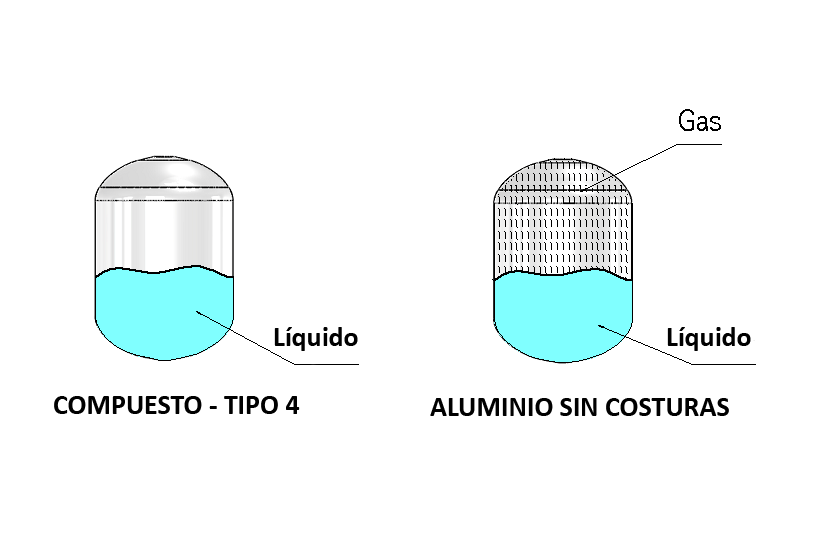 Gas
Líquido
Líquido
COMPUESTO - TIPO 4
ALUMINIO SIN COSTURAS